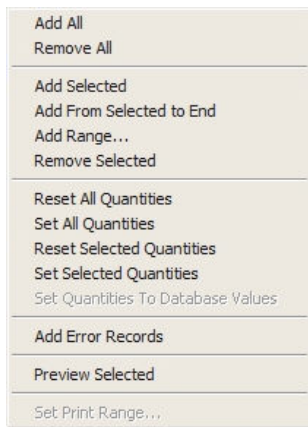 Add All
Remove All
Add Selected
Add From Selected to End
Add Range...
Remove Selected
Reset All Quantities
Set All Quantities
Reset Selected Quantities
Set Selected Quantities
Set Quantities To Database Values
Add Error Records
Preview Selected
Set Print Range...